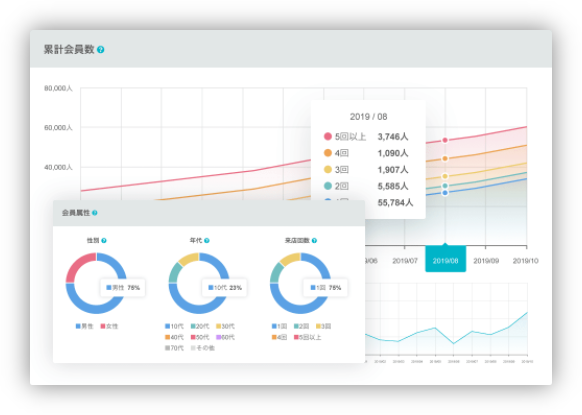 累計会員数 ?
80,000人
60,000人
40,000人
2019 / 08
5回以上 3,746人
4回 1,090人
3回 1,907人
2回 5,585人
55,784人
2019/07 2019/08 2019/09 2019/10
会員属性 ?
性別 ? 年代 ? 来店回数 ?
男性 78% 10代 23% 1回 78%
男性 女性
10代 20代 30代
40代 50代 60代
70代 その他
1回 2回 3回
4回 5回以上